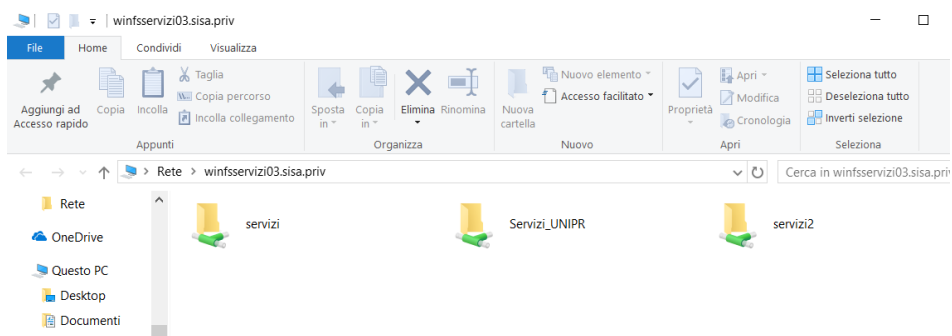 winfsservizi03.sisa.priv
File Home Condividi Visualizza
Aggiungi ad
Accesso rapido
Copia
Incolla
Taglia
Copia percorso
Incolla collegamento
Appunti
Sposta
in
Copia
in
Elimina
Rinomina
Organizza
Nuova
cartella
Nuovo elemento
Accesso facilitato
Nuovo
Proprietà
Apri
Modifica
Cronologia
Apri
Seleziona tutto
Deseleziona tutto
Inverti selezione
Seleziona
Rete > winfsservizi03.sisa.priv
Cerca in winfsservizi03.sisa.priv
Rete
OneDrive
Questo PC
Desktop
Documenti
servizi
Servizi_UNIPR
servizi2